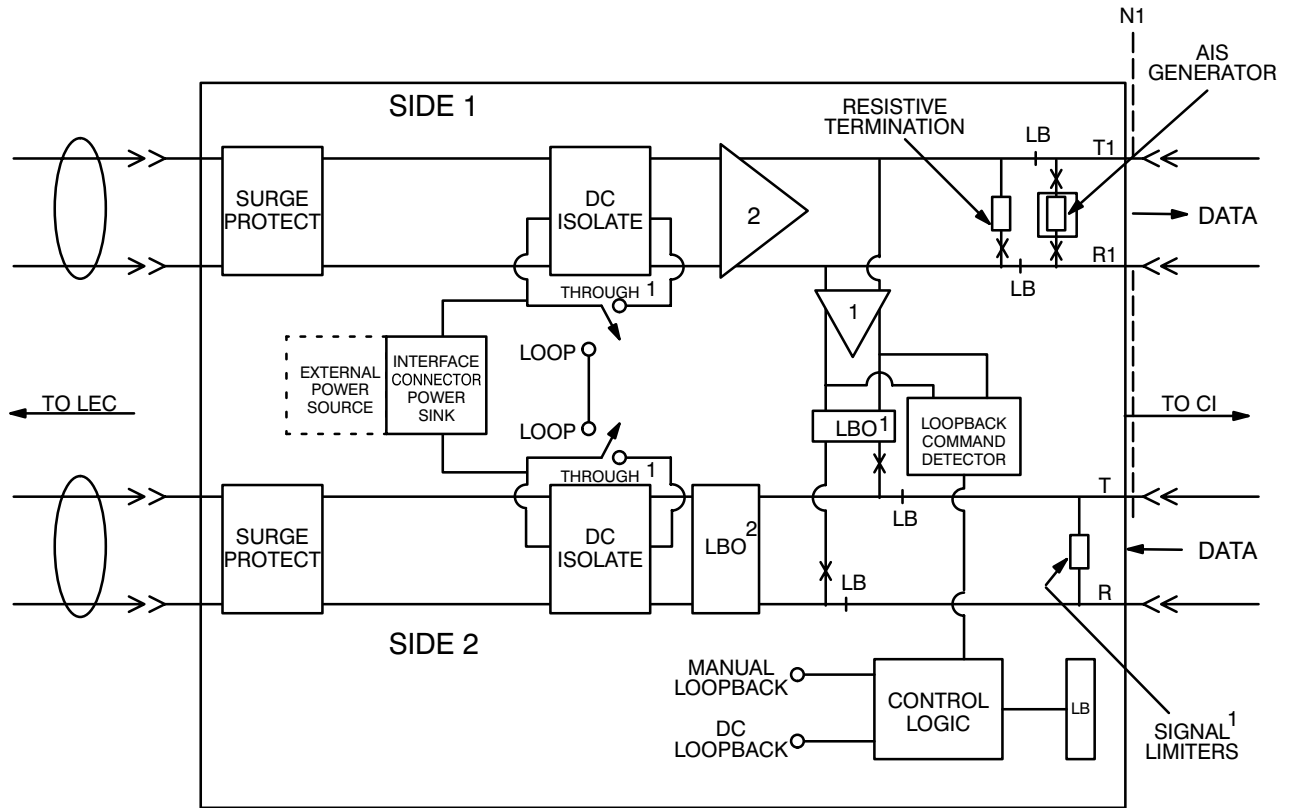 N1
AIS
GENERATOR
SIDE 1
RESISTIVE
TERMINATION
LB
T1
SURGE
PROTECT
DC
ISOLATE
2
DATA
R1
LB
THROUGH 1
1
LOOP
EXTERNAL
POWER
SOURCE
INTERFACE
CONNECTOR
POWER
SINK
TO LEC
TO CI
LOOP
LBO 1
LOOPBACK
COMMAND
DETECTOR
THROUGH 1
T
LB
SURGE
PROTECT
DC
ISOLATE
LBO 2
DATA
LB
R
SIDE 2
MANUAL
LOOPBACK
CONTROL
LOGIC
LB
DC
LOOPBACK
SIGNAL 1
LIMITERS